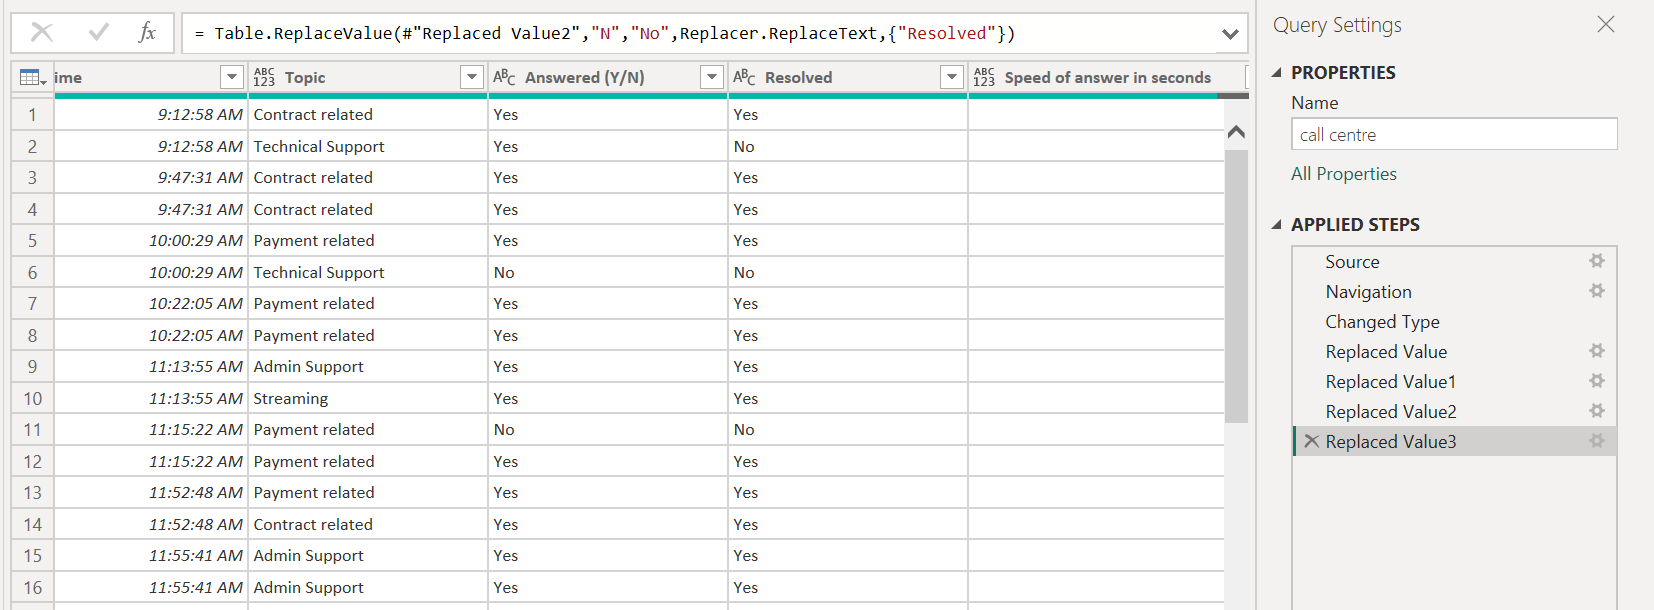 fx
= Table.ReplaceValue(#"Replaced Value2","N","No",Replacer.ReplaceText,{"Resolved"})
ime ABC 123 Topic ABC Answered (Y/N) ABC Resolved ABC 123 Speed of answer in seconds
1 9:12:58 AM Contract related Yes Yes
2 9:12:58 AM Technical Support Yes No
3 9:47:31 AM Contract related Yes Yes
4 9:47:31 AM Contract related Yes Yes
5 10:00:29 AM Payment related Yes Yes
6 10:00:29 AM Technical Support No No
7 10:22:05 AM Payment related Yes Yes
8 10:22:05 AM Payment related Yes Yes
9 11:13:55 AM Admin Support Yes Yes
10 11:13:55 AM Streaming Yes Yes
11 11:15:22 AM Payment related No No
12 11:15:22 AM Payment related Yes Yes
13 11:52:48 AM Payment related Yes Yes
14 11:52:48 AM Contract related Yes Yes
15 11:55:41 AM Admin Support Yes Yes
16 11:55:41 AM Admin Support Yes Yes
Query Settings
PROPERTIES
Name
call centre
All Properties
APPLIED STEPS
Source
Navigation
Changed Type
Replaced Value
Replaced Value1
Replaced Value2
Replaced Value3